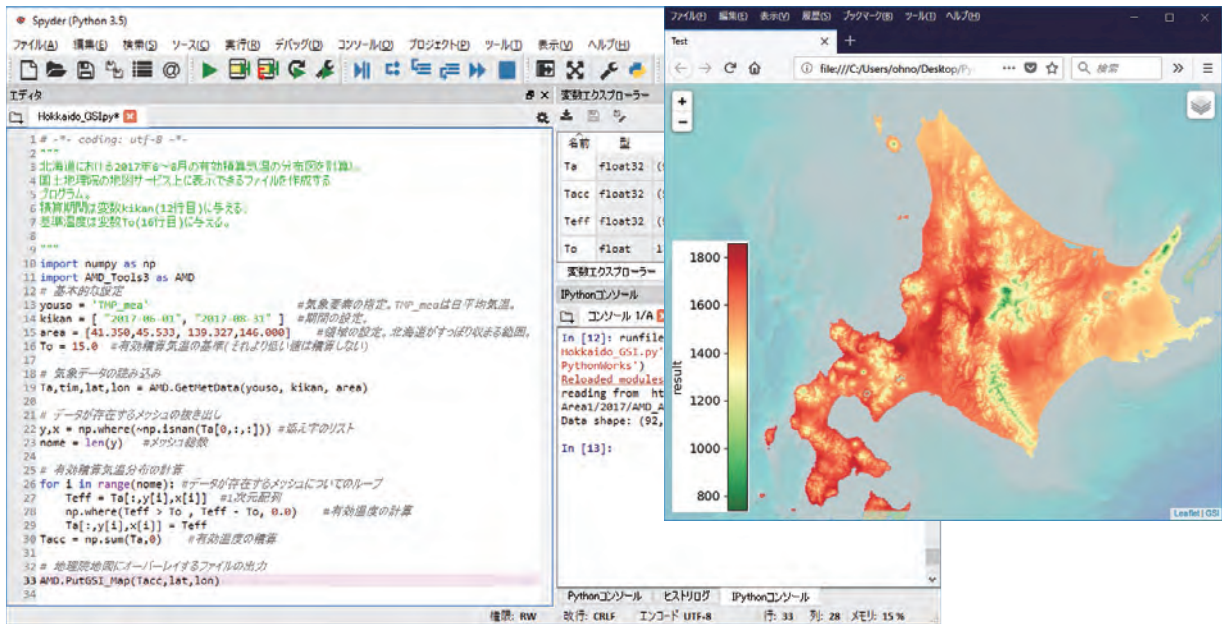 Spyder (Python 3.5)
ファイル(A) 編集(E) 検索(S) ソース(C) 実行(R) デバッグ(D) コンソール(O) プロジェクト(P) ツール(T) 表示(V) ヘルプ(H)
エディタ
Hokkaido_GSI.py*
1 # -*- coding: utf-8 -*-
2 """
3 北海道における2017年6～8月の有効積算気温の分布図を計算し、
4 国土地理院の地図サービス上に表示できるファイルを作成する
5 プログラム。
6 積算期間は変数kikan(12行目)に与える。
7 基準温度は変数To(16行目)に与える。
8
9 """
10 import numpy as np
11 import AMD_Tools3 as AMD
12 # 基本的な設定
13 youso = 'TMP_mea' #気象要素の指定。TMP_meaは日平均気温。
14 kikan = [ "2017-06-01", "2017-08-31" ] #期間の設定。
15 area = [41.350,45.533, 139.327,146.000] #領域の設定。北海道がすっぽり収まる範囲。
16 To = 15.0 #有効積算気温の基準(それより低い値は積算しない)
17
18 # 気象データの読み込み
19 Ta,tim,lat,lon = AMD.GetMetData(youso, kikan, area)
20
21 # データが存在するメッシュの抜き出し
22 y,x = np.where(~np.isnan(Ta[0,:,:])) #添え字のリスト
23 nome = len(y) #メッシュ総数
24
25 # 有効積算気温分布の計算
26 for i in range(nome): #データが存在するメッシュについてのループ
27 Teff = Ta[:,y[i],x[i]] #1次元配列
28 np.where(Teff > To , Teff - To, 0.0) #有効温度の計算
29 Ta[:,y[i],x[i]] = Teff
30 Tacc = np.sum(Ta,0) #有効温度の積算
31
32 # 地理院地図にオーバーレイするファイルの出力
33 AMD.PutGSI_Map(Tacc,lat,lon)
34
変数エクスプローラー
名前 型
Ta float32
Tacc float32
Teff float32
To float 1
変数エクスプローラー
IPythonコンソール
コンソール 1/A
In [12]: runfile
Hokkaido_GSI.py'
PythonWorks')
Reloaded modules
reading from ht
Area1/2017/AMD_A
Data shape: (92,
In [13]:
Pythonコンソール ヒストリログ IPythonコンソール
権限: RW 改行: CRLF エンコード UTF-8 行: 33 列: 28 メモリ: 15 %
ファイル(F) 編集(E) 表示(V) 履歴(S) ブックマーク(B) ツール(T) ヘルプ(H)
Test
file:///C:/Users/ohno/Desktop/Py
検索
+
−
1800
1600
1400
1200
1000
800
result
Leaflet | GSI